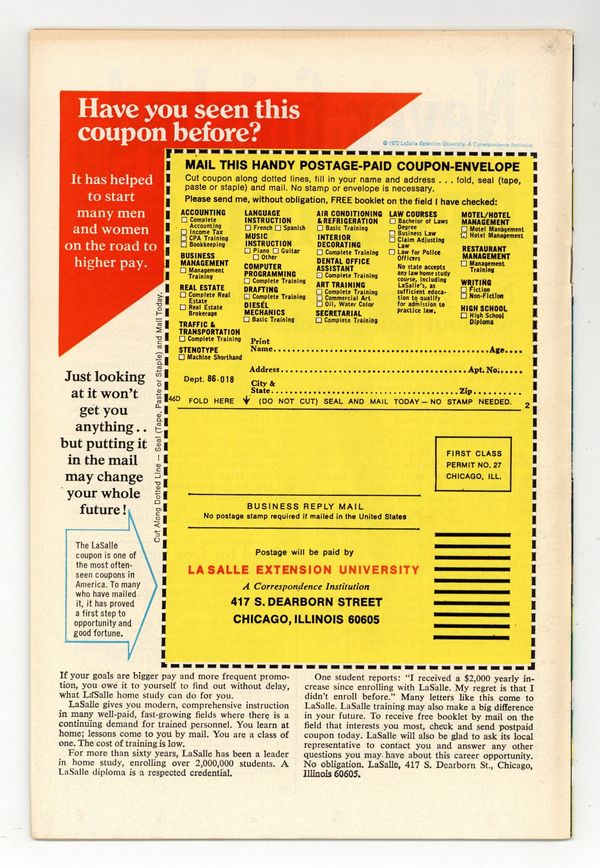 Have you seen this
coupon before?
© 1972 LaSalle Extension University. A Correspondence Institution
It has helped
to start
many men
and women
on the road to
higher pay.
Just looking
at it won't
get you
anything . .
but putting it
in the mail
may change
your whole
future!
The LaSalle
coupon is one of
the most often-
seen coupons in
America. To many
who have mailed
it, it has proved
a first step to
opportunity and
good fortune.
Cut Along Dotted Line — Seal (Tape, Paste or Staple) and Mail Today.
MAIL THIS HANDY POSTAGE-PAID COUPON-ENVELOPE
Cut coupon along dotted lines, fill in your name and address . . . fold, seal (tape,
paste or staple) and mail. No stamp or envelope is necessary.
Please send me, without obligation, FREE booklet on the field I have checked:
ACCOUNTING
Complete
Accounting
Income Tax
CPA Training
Bookkeeping
BUSINESS
MANAGEMENT
Management
Training
REAL ESTATE
Complete Real
Estate
Real Estate
Brokerage
TRAFFIC &
TRANSPORTATION
Complete Training
STENOTYPE
Machine Shorthand
LANGUAGE
INSTRUCTION
French Spanish
MUSIC
INSTRUCTION
Piano Guitar
Other
COMPUTER
PROGRAMMING
Complete Training
DRAFTING
Complete Training
DIESEL
MECHANICS
Basic Training
AIR CONDITIONING
& REFRIGERATION
Basic Training
INTERIOR
DECORATING
Complete Training
DENTAL OFFICE
ASSISTANT
Complete Training
ART TRAINING
Complete Training
Commercial Art
Oil, Water Color
SECRETARIAL
Complete Training
LAW COURSES
Bachelor of Laws
Degree
Business Law
Claim Adjusting
Law
Law for Police
Officers
No state accepts
any law home study
course, including
LaSalle's, as
sufficient educa-
tion to qualify
for admission to
practice law.
MOTEL/HOTEL
MANAGEMENT
Motel Management
Hotel Management
RESTAURANT
MANAGEMENT
Management
Training
WRITING
Fiction
Non-Fiction
HIGH SCHOOL
High School
Diploma
Print
Name Age
Address Apt. No.
Dept. 86-018
City &
State Zip
46D FOLD HERE (DO NOT CUT) SEAL AND MAIL TODAY — NO STAMP NEEDED. 2
FIRST CLASS
PERMIT NO. 27
CHICAGO, ILL.
BUSINESS REPLY MAIL
No postage stamp required if mailed in the United States
Postage will be paid by
LA SALLE EXTENSION UNIVERSITY
A Correspondence Institution
417 S. DEARBORN STREET
CHICAGO, ILLINOIS 60605
If your goals are bigger pay and more frequent promo-
tion, you owe it to yourself to find out without delay,
what LaSalle home study can do for you.
LaSalle gives you modern, comprehensive instruction
in many well-paid, fast-growing fields where there is a
continuing demand for trained personnel. You learn at
home; lessons come to you by mail. You are a class of
one. The cost of training is low.
For more than sixty years, LaSalle has been a leader
in home study, enrolling over 2,000,000 students. A
LaSalle diploma is a respected credential.
One student reports: "I received a $2,000 yearly in-
crease since enrolling with LaSalle. My regret is that I
didn't enroll before." Many letters like this come to
LaSalle. LaSalle training may also make a big difference
in your future. To receive free booklet by mail on the
field that interests you most, check and send postpaid
coupon today. LaSalle will also be glad to ask its local
representative to contact you and answer any other
questions you may have about this career opportunity.
No obligation. LaSalle, 417 S. Dearborn St., Chicago,
Illinois 60605.